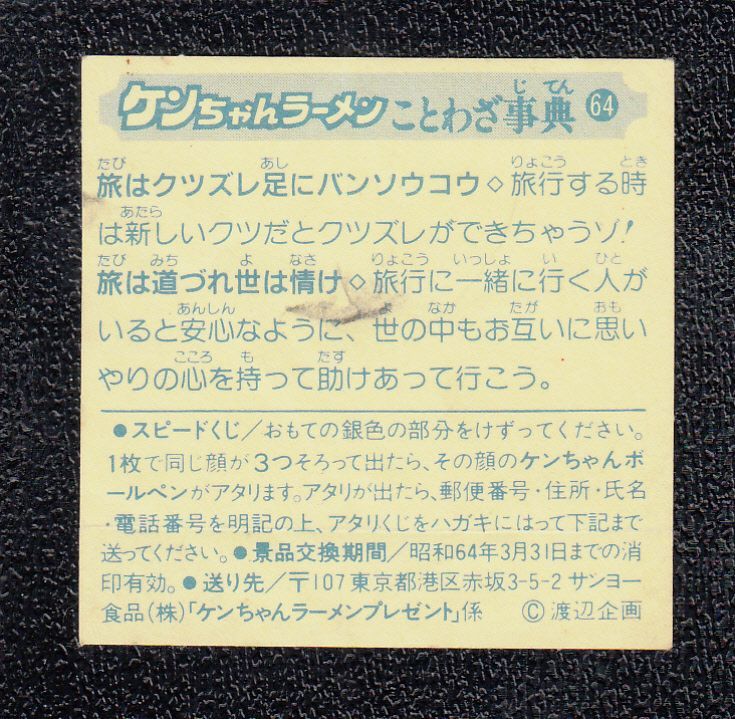 ケンちゃんラーメンことわざ事典64
旅はクツズレ足にバンソウコウ◇旅行する時
は新しいクツだとクツズレができちゃうゾ!
旅は道づれ世は情け◇旅行に一緒に行く人が
いると安心なように、世の中もお互いに思い
やりの心を持って助けあって行こう。
●スピードくじ/おもての銀色の部分をけずってください。
1枚で同じ顔が3つそろって出たら、その顔のケンちゃんボ
ールペンがアタリます。アタリが出たら、郵便番号・住所・氏名
・電話番号を明記の上、アタリくじをハガキにはって下記まで
送ってください。●景品交換期間/昭和64年3月31日までの消
印有効。●送り先/〒107東京都港区赤坂3-5-2サンヨー
食品(株)「ケンちゃんラーメンプレゼント」係 ©渡辺企画